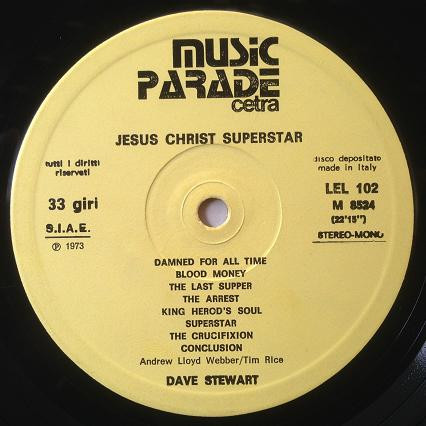 MUSIC
PARADE
cetra
JESUS CHRIST SUPERSTAR
tutti i diritti
riservati
33 giri
S.I.A.E.
℗ 1973
disco depositato
made in Italy
LEL 102
M 8524
(22'15")
STEREO-MONO
DAMNED FOR ALL TIME
BLOOD MONEY
THE LAST SUPPER
THE ARREST
KING HEROD'S SOUL
SUPERSTAR
THE CRUCIFIXION
CONCLUSION
Andrew Lloyd Webber/Tim Rice
DAVE STEWART